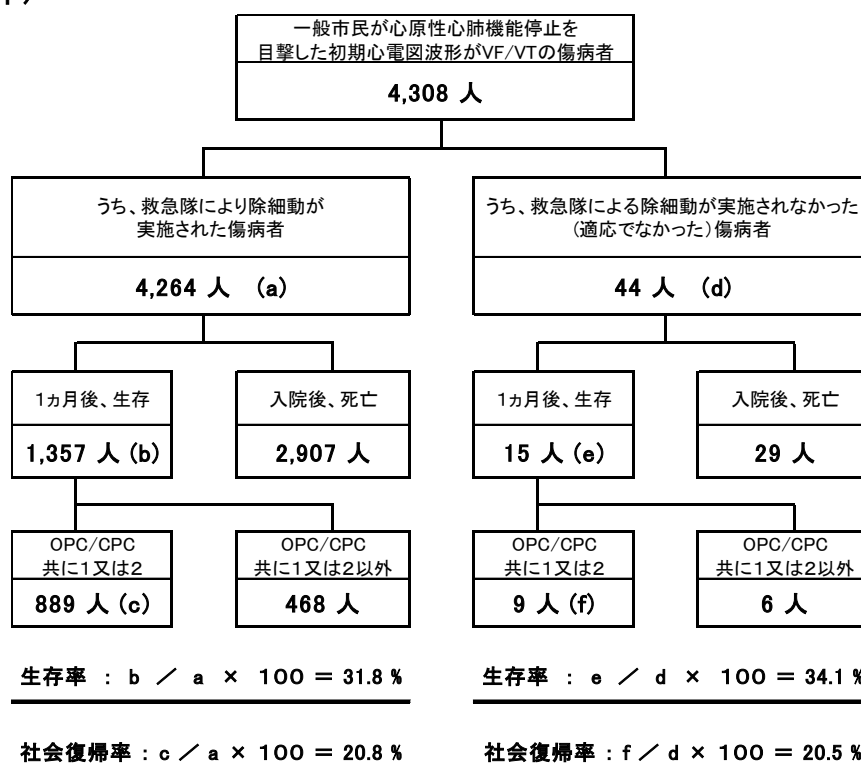 一般市民が心原性心肺機能停止を
目撃した初期心電図波形がVF/VTの傷病者
4,308 人
うち、救急隊により除細動が
実施された傷病者
4,264 人 (a)
うち、救急隊による除細動が実施されなかった
(適応でなかった)傷病者
44 人 (d)
1ヵ月後、生存
1,357 人 (b)
入院後、死亡
2,907 人
1ヵ月後、生存
15 人 (e)
入院後、死亡
29 人
OPC/CPC
共に1又は2
889 人 (c)
OPC/CPC
共に1又は2以外
468 人
OPC/CPC
共に1又は2
9 人 (f)
OPC/CPC
共に1又は2以外
6 人
生存率 : b / a × 100 = 31.8 %
生存率 : e / d × 100 = 34.1 %
社会復帰率 : c / a × 100 = 20.8 %
社会復帰率 : f / d × 100 = 20.5 %